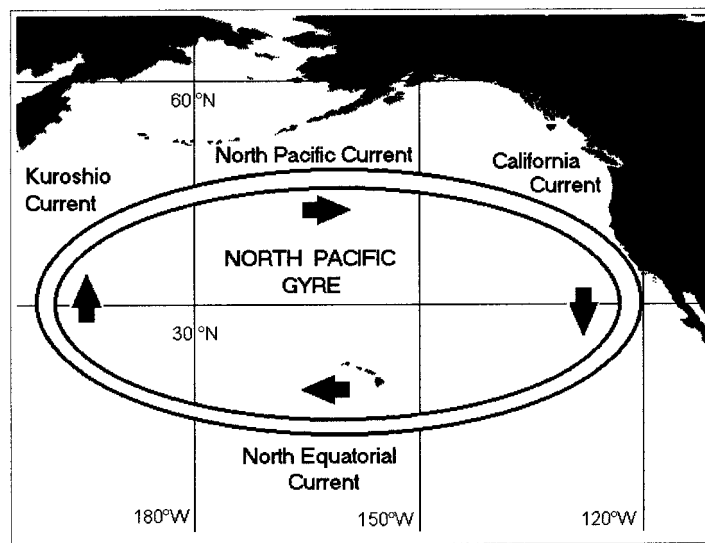 60 °N
North Pacific Current
Kuroshio
Current
California
Current
NORTH PACIFIC
GYRE
30 °N
North Equatorial
Current
180°W
150°W
120°W